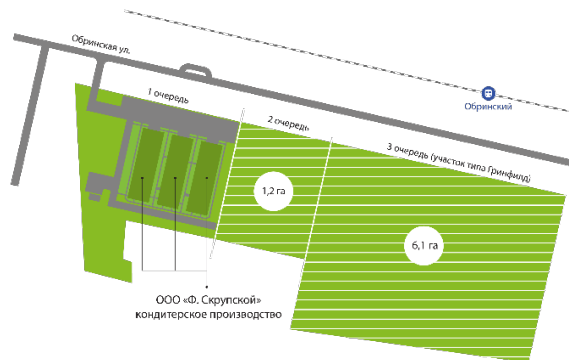 Обринская ул.
1 очередь
2 очередь
Обринский
3 очередь (участок типа Гринфилд)
1,2 га
6,1 га
ООО «Ф. Скрупской»
кондитерское производство